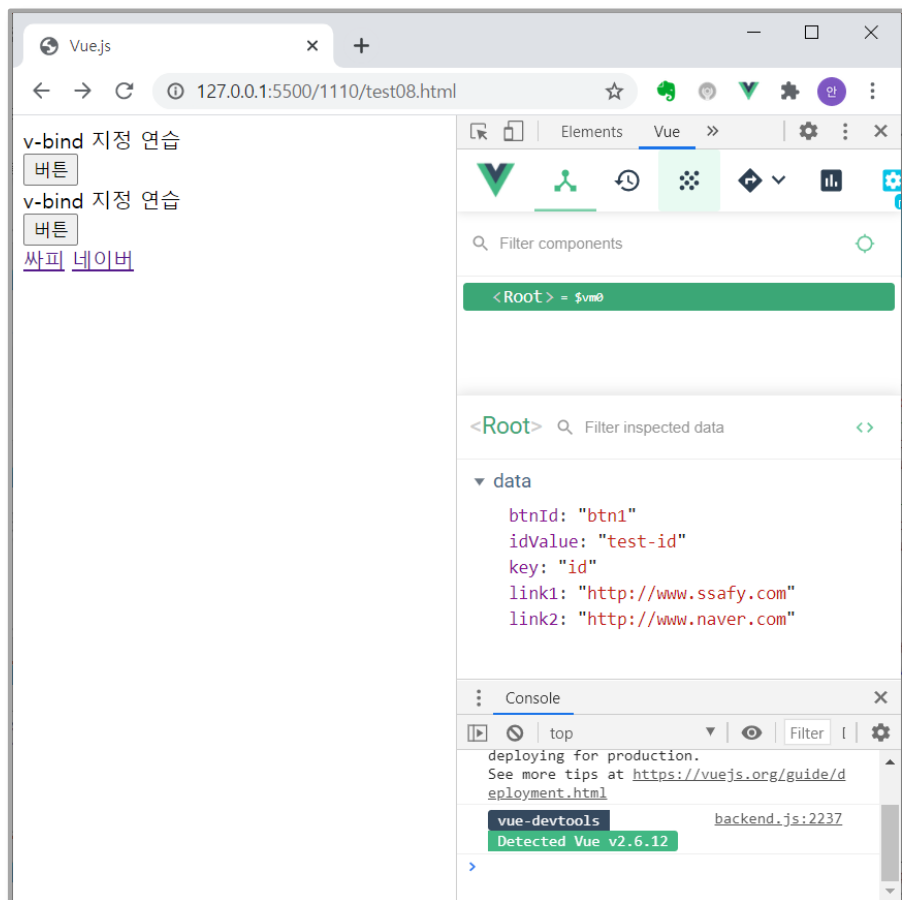 Vue.js
127.0.0.1:5500/1110/test08.html
안
v-bind 지정 연습
버튼
v-bind 지정 연습
버튼
싸피 네이버
Elements Vue »
Filter components
<Root> = $vm0
<Root> Filter inspected data
data
btnId: "btn1"
idValue: "test-id"
key: "id"
link1: "http://www.ssafy.com"
link2: "http://www.naver.com"
Console
top Filter
deploying for production.
See more tips at https://vuejs.org/guide/d
eployment.html
vue-devtools backend.js:2237
Detected Vue v2.6.12